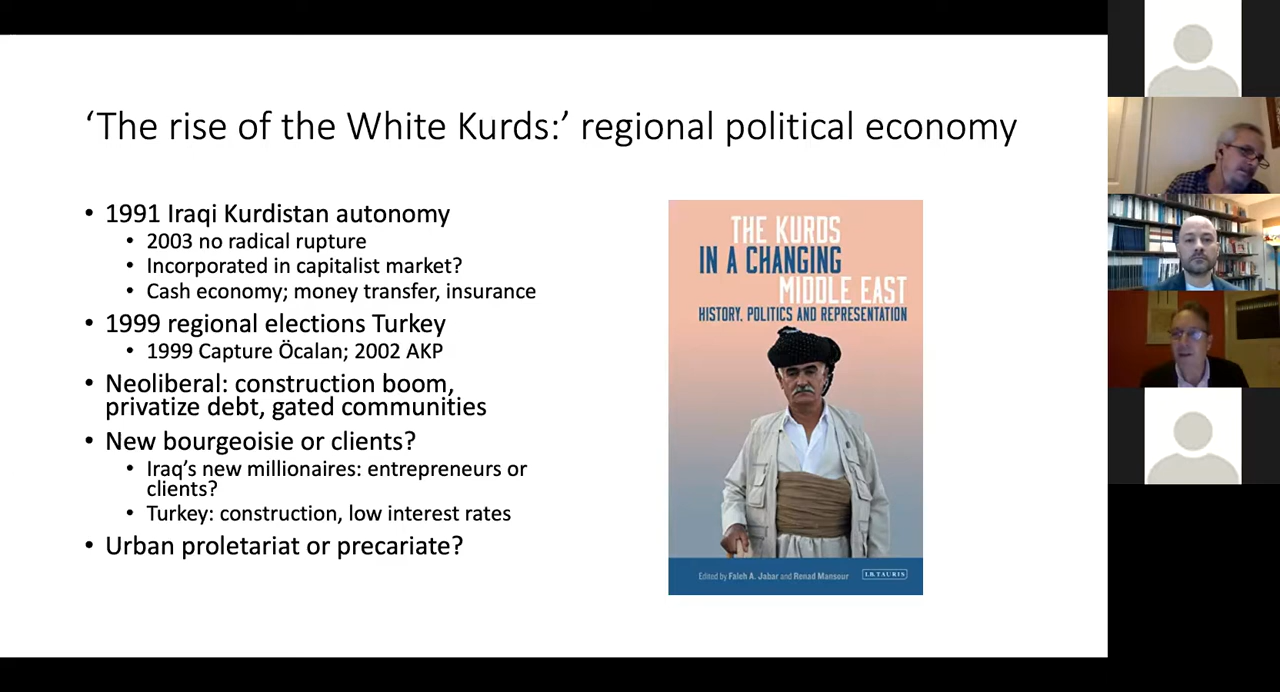 ‘The rise of the White Kurds:’ regional political economy
• 1991 Iraqi Kurdistan autonomy
• 2003 no radical rupture
• Incorporated in capitalist market?
• Cash economy; money transfer, insurance
• 1999 regional elections Turkey
• 1999 Capture Öcalan; 2002 AKP
• Neoliberal: construction boom,
privatize debt, gated communities
• New bourgeoisie or clients?
• Iraq’s new millionaires: entrepreneurs or
clients?
• Turkey: construction, low interest rates
• Urban proletariat or precariate?
THE KURDS
IN A CHANGING
MIDDLE EAST
HISTORY, POLITICS AND REPRESENTATION
Edited by Faleh A. Jabar and Renad Mansour
I.B.TAURIS